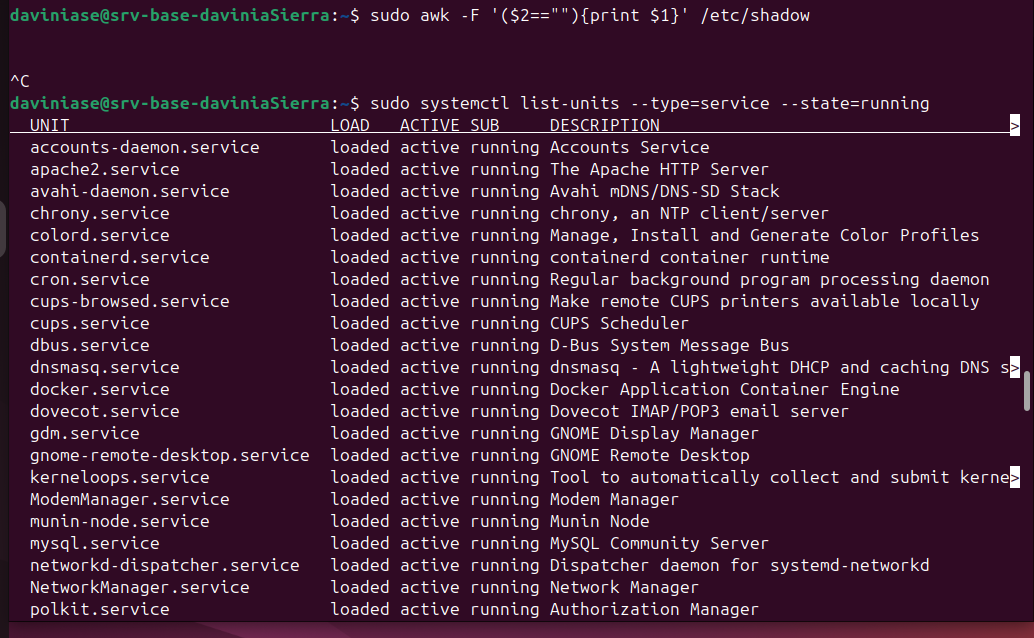 daviniase@srv-base-daviniaSierra:~$ sudo awk -F '($2==""){print $1}' /etc/shadow
^C
daviniase@srv-base-daviniaSierra:~$ sudo systemctl list-units --type=service --state=running
UNIT LOAD ACTIVE SUB DESCRIPTION >
accounts-daemon.service loaded active running Accounts Service
apache2.service loaded active running The Apache HTTP Server
avahi-daemon.service loaded active running Avahi mDNS/DNS-SD Stack
chrony.service loaded active running chrony, an NTP client/server
colord.service loaded active running Manage, Install and Generate Color Profiles
containerd.service loaded active running containerd container runtime
cron.service loaded active running Regular background program processing daemon
cups-browsed.service loaded active running Make remote CUPS printers available locally
cups.service loaded active running CUPS Scheduler
dbus.service loaded active running D-Bus System Message Bus
dnsmasq.service loaded active running dnsmasq - A lightweight DHCP and caching DNS s>
docker.service loaded active running Docker Application Container Engine
dovecot.service loaded active running Dovecot IMAP/POP3 email server
gdm.service loaded active running GNOME Display Manager
gnome-remote-desktop.service loaded active running GNOME Remote Desktop
kerneloops.service loaded active running Tool to automatically collect and submit kerne>
ModemManager.service loaded active running Modem Manager
munin-node.service loaded active running Munin Node
mysql.service loaded active running MySQL Community Server
networkd-dispatcher.service loaded active running Dispatcher daemon for systemd-networkd
NetworkManager.service loaded active running Network Manager
polkit.service loaded active running Authorization Manager